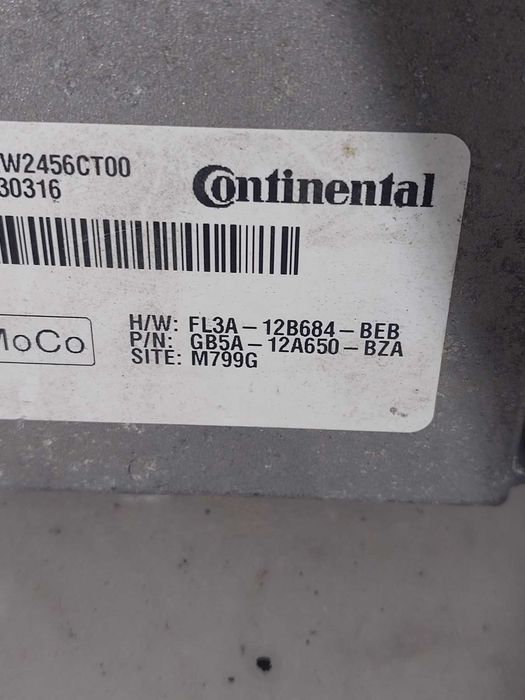 W2456CT00
30316
Continental
MoCo
H/W: FL3A-12B684-BEB
P/N: GB5A-12A650-BZA
SITE: M799G